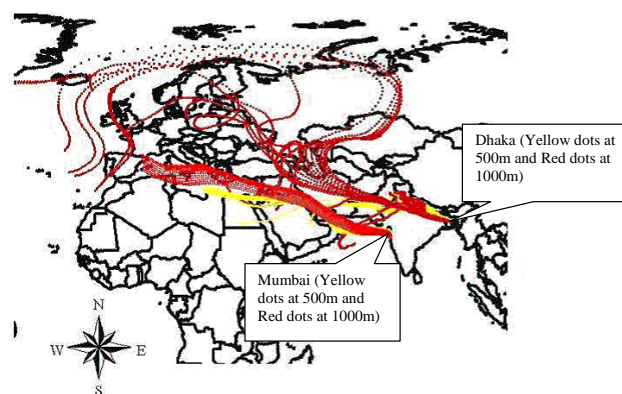 Dhaka (Yellow dots at
500m and Red dots at
1000m)
Mumbai (Yellow
dots at 500m and
Red dots at 1000m)
N
W E
S